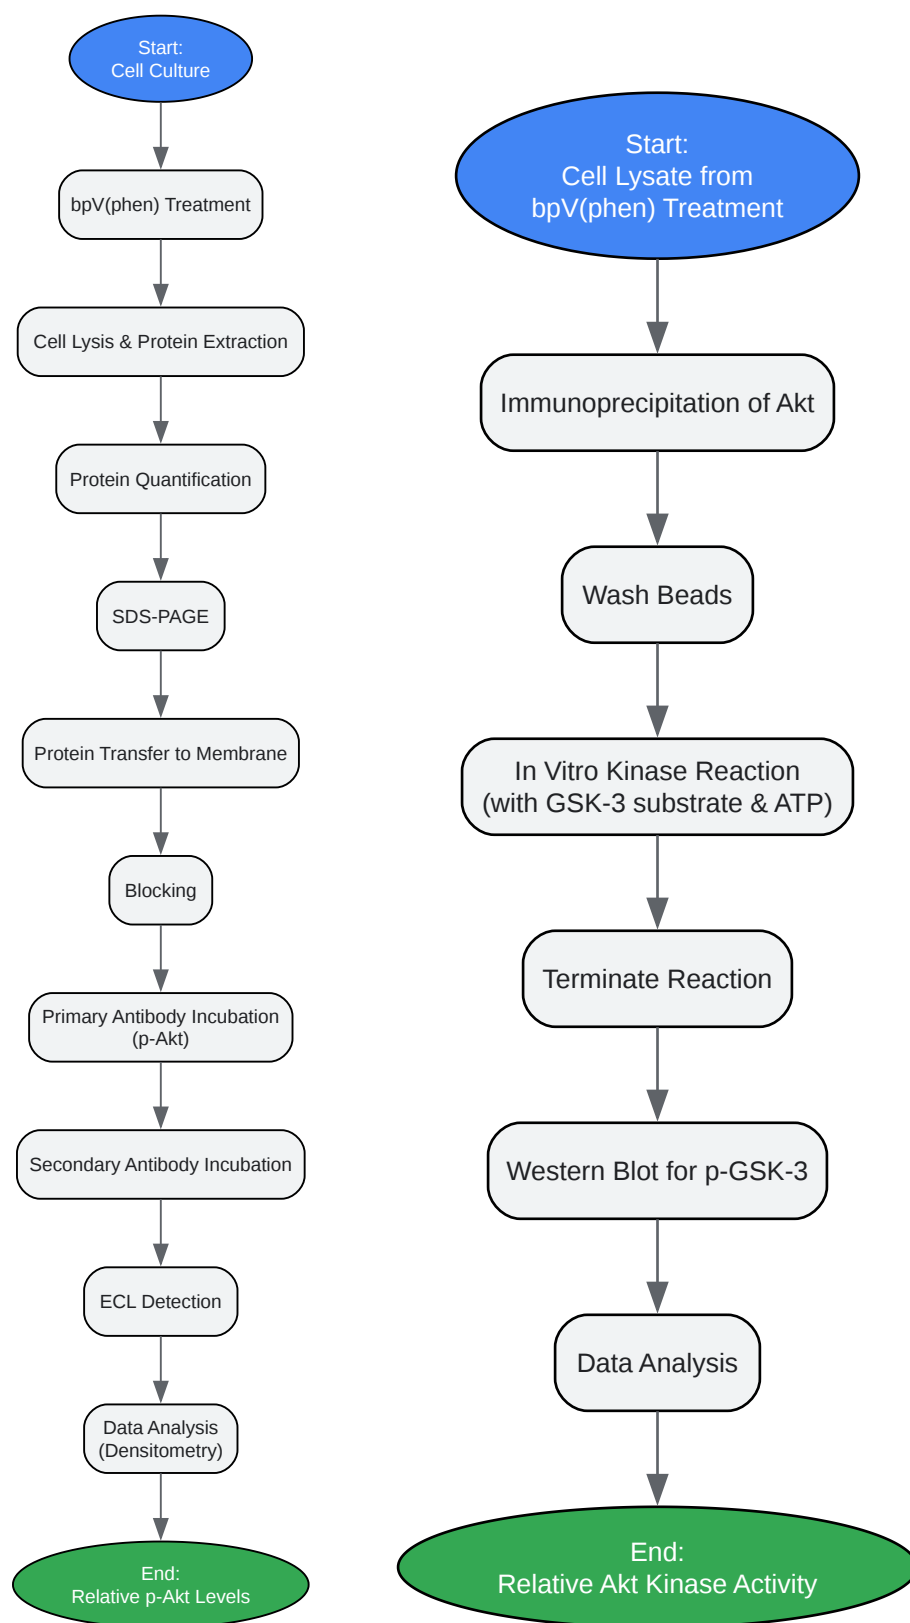 Start:
Cell Culture
bpV(phen) Treatment
Cell Lysis & Protein Extraction
Protein Quantification
SDS-PAGE
Protein Transfer to Membrane
Blocking
Primary Antibody Incubation
(p-Akt)
Secondary Antibody Incubation
ECL Detection
Data Analysis
(Densitometry)
End:
Relative p-Akt Levels
Start:
Cell Lysate from
bpV(phen) Treatment
Immunoprecipitation of Akt
Wash Beads
In Vitro Kinase Reaction
(with GSK-3 substrate & ATP)
Terminate Reaction
Western Blot for p-GSK-3
Data Analysis
End:
Relative Akt Kinase Activity